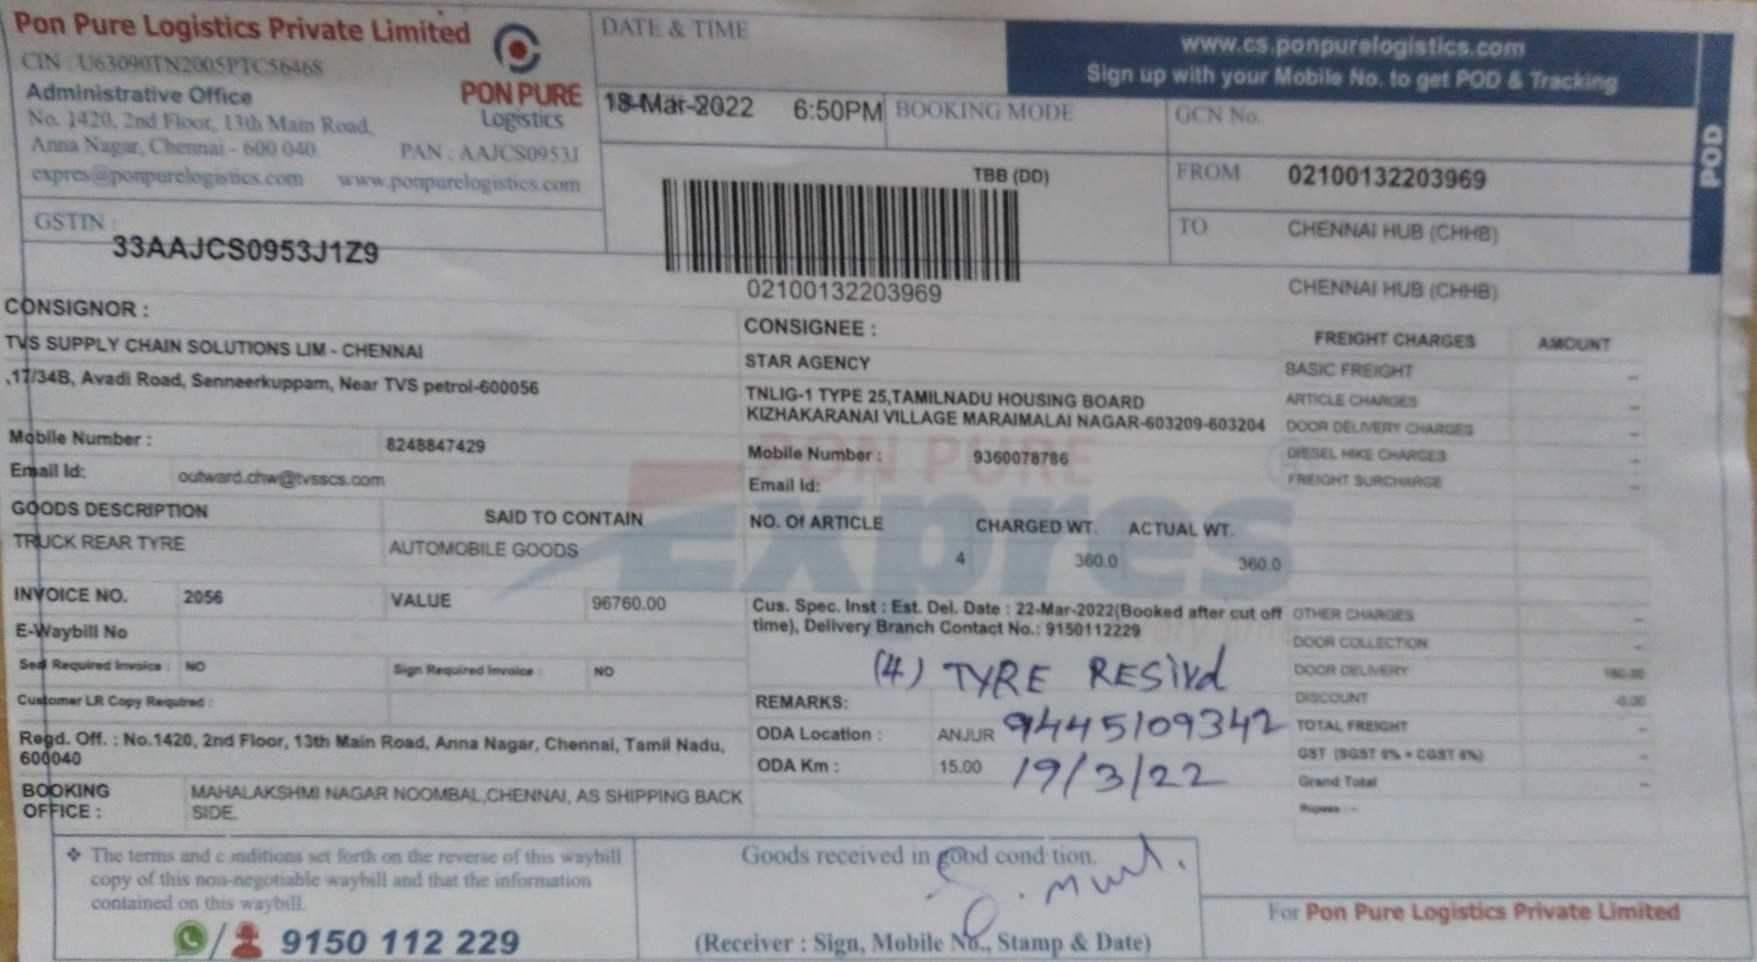 Pon Pure Logistics Private Limited
CIN : U63090TN2005PTC56468
Administrative Office
No. 1420, 2nd Floor, 13th Main Road,
Anna Nagar, Chennai - 600 040.
PAN : AAJCS0953J
expres@ponpurelogistics.com www.ponpurelogistics.com
PON PURE
Logistics
GSTIN :
33AAJCS0953J1Z9
DATE & TIME
18-Mar-2022 6:50PM
BOOKING MODE
TBB (DD)
02100132203969
www.cs.ponpurelogistics.com
Sign up with your Mobile No. to get POD & Tracking
POD
GCN No.
FROM 02100132203969
TO CHENNAI HUB (CHHB)
CHENNAI HUB (CHHB)
CONSIGNOR :
TVS SUPPLY CHAIN SOLUTIONS LIM - CHENNAI
,17/34B, Avadi Road, Senneerkuppam, Near TVS petrol-600056
Mobile Number : 8248847429
Email Id: outward.chw@tvsscs.com
CONSIGNEE :
STAR AGENCY
TNLIG-1 TYPE 25,TAMILNADU HOUSING BOARD
KIZHAKARANAI VILLAGE MARAIMALAI NAGAR-603209-603204
Mobile Number : 9360078786
Email Id:
PON PURE
Expres
FREIGHT CHARGES AMOUNT
BASIC FREIGHT -
ARTICLE CHARGES -
DOOR DELIVERY CHARGES -
DIESEL HIKE CHARGES -
FREIGHT SURCHARGE -
GOODS DESCRIPTION SAID TO CONTAIN
TRUCK REAR TYRE AUTOMOBILE GOODS
NO. Of ARTICLE CHARGED WT. ACTUAL WT.
4 360.0 360.0
INVOICE NO. 2056 VALUE 96760.00
E-Waybill No
Seal Required Invoice : NO Sign Required Invoice : NO
Customer LR Copy Required :
Regd. Off. : No.1420, 2nd Floor, 13th Main Road, Anna Nagar, Chennai, Tamil Nadu,
600040
BOOKING MAHALAKSHMI NAGAR NOOMBAL,CHENNAI, AS SHIPPING BACK
OFFICE : SIDE.
Cus. Spec. Inst : Est. Del. Date : 22-Mar-2022(Booked after cut off
time), Delivery Branch Contact No.: 9150112229
(4) TYRE RESivd
REMARKS:
ODA Location : ANJUR 9445109342
ODA Km : 15.00 19/3/22
OTHER CHARGES -
DOOR COLLECTION -
DOOR DELIVERY
DISCOUNT
TOTAL FREIGHT -
GST (SGST 6% + CGST 6%) -
Grand Total -
Rupees : -
❖ The terms and conditions set forth on the reverse of this waybill
copy of this non-negotiable waybill and that the information
contained on this waybill.
9150 112 229
Goods received in good condition.
(Receiver : Sign, Mobile No., Stamp & Date)
For Pon Pure Logistics Private Limited